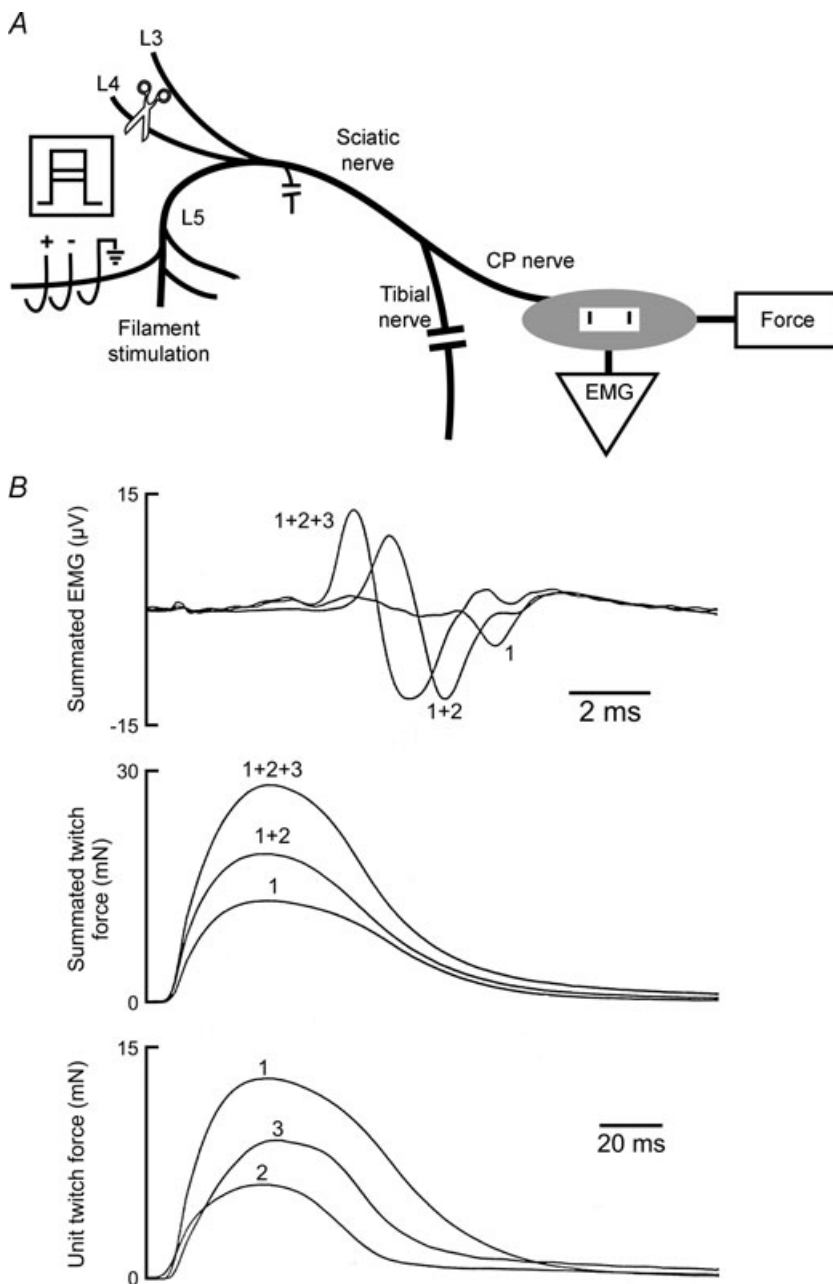 A
L3
L4
Sciatic
nerve
L5
+ -
CP nerve
Tibial
nerve
Filament
stimulation
Force
EMG
B
Summated EMG (µV)
15
-15
1+2+3
1+2
1
2 ms
Summated twitch
force (mN)
30
0
1+2+3
1+2
1
Unit twitch force (mN)
15
0
1
3
2
20 ms